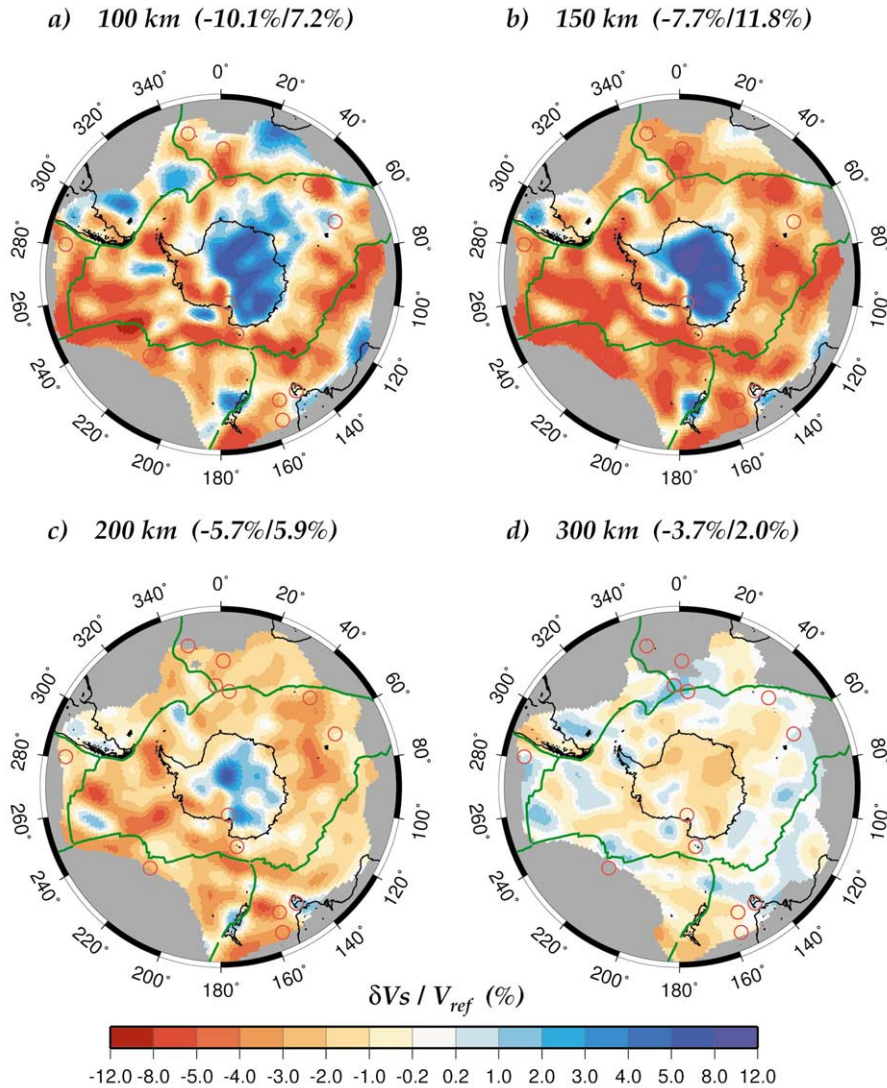 a) 100 km (-10.1%/7.2%)
b) 150 km (-7.7%/11.8%)
0° 20° 40° 60° 80° 100° 120° 140° 160° 180° 200° 220° 240° 260° 280° 300° 320° 340°
0° 20° 40° 60° 80° 100° 120° 140° 160° 180° 200° 220° 240° 260° 280° 300° 320° 340°
c) 200 km (-5.7%/5.9%)
d) 300 km (-3.7%/2.0%)
0° 20° 40° 60° 80° 100° 120° 140° 160° 180° 200° 220° 240° 260° 280° 300° 320° 340°
0° 20° 40° 60° 80° 100° 120° 140° 160° 180° 200° 220° 240° 260° 280° 300° 320° 340°
δVs / Vref (%)
-12.0 -8.0 -5.0 -4.0 -3.0 -2.0 -1.0 -0.2 0.2 1.0 2.0 3.0 4.0 5.0 8.0 12.0